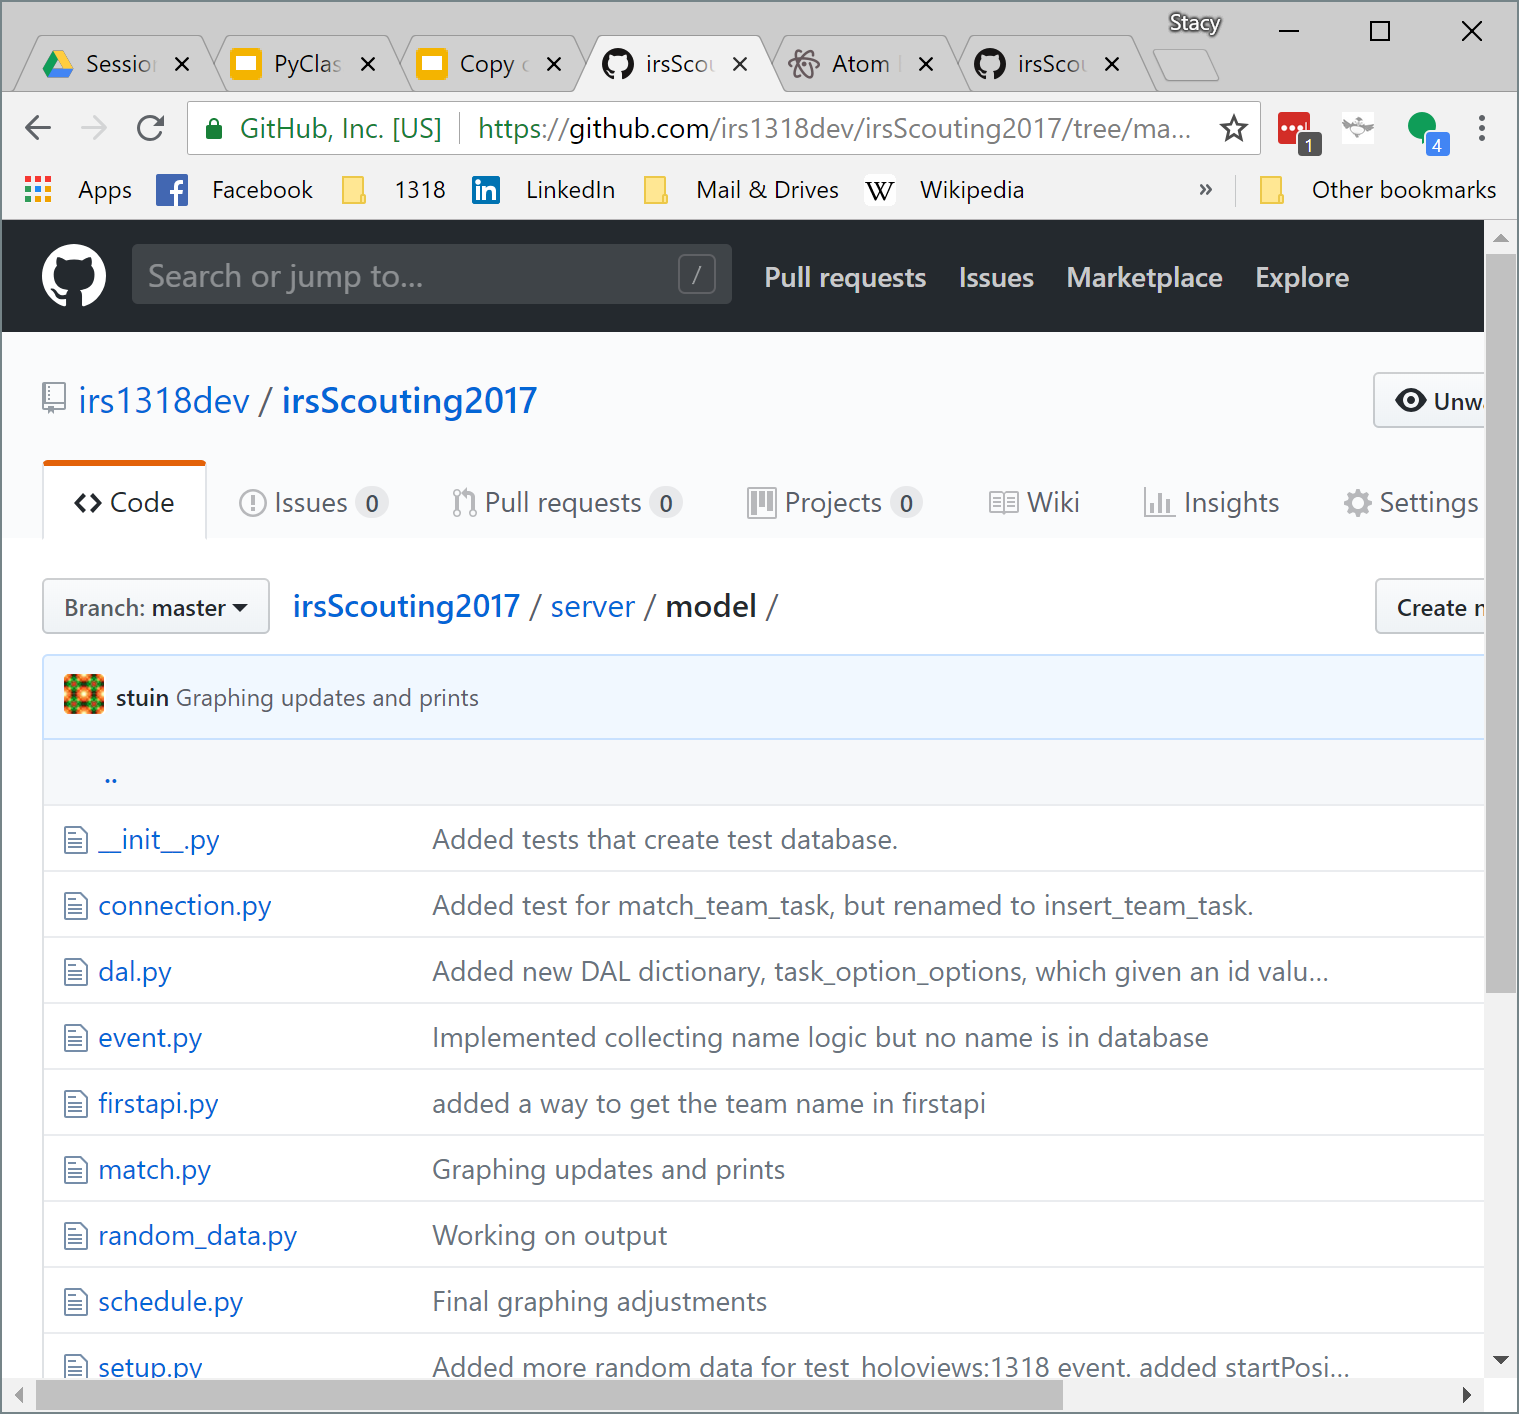 Stacy
Session PyClas Copy irsScou Atom irsScou
GitHub, Inc. [US] https://github.com/irs1318dev/irsScouting2017/tree/ma... 1 4
Apps Facebook 1318 LinkedIn Mail & Drives W Wikipedia » Other bookmarks
Search or jump to... / Pull requests Issues Marketplace Explore
irs1318dev / irsScouting2017 Unw
Code Issues 0 Pull requests 0 Projects 0 Wiki Insights Settings
Branch: master irsScouting2017 / server / model / Create n
stuin Graphing updates and prints
..
__init__.py Added tests that create test database.
connection.py Added test for match_team_task, but renamed to insert_team_task.
dal.py Added new DAL dictionary, task_option_options, which given an id valu...
event.py Implemented collecting name logic but no name is in database
firstapi.py added a way to get the team name in firstapi
match.py Graphing updates and prints
random_data.py Working on output
schedule.py Final graphing adjustments
setup.py Added more random data for test_holoviews:1318 event, added startPosi...